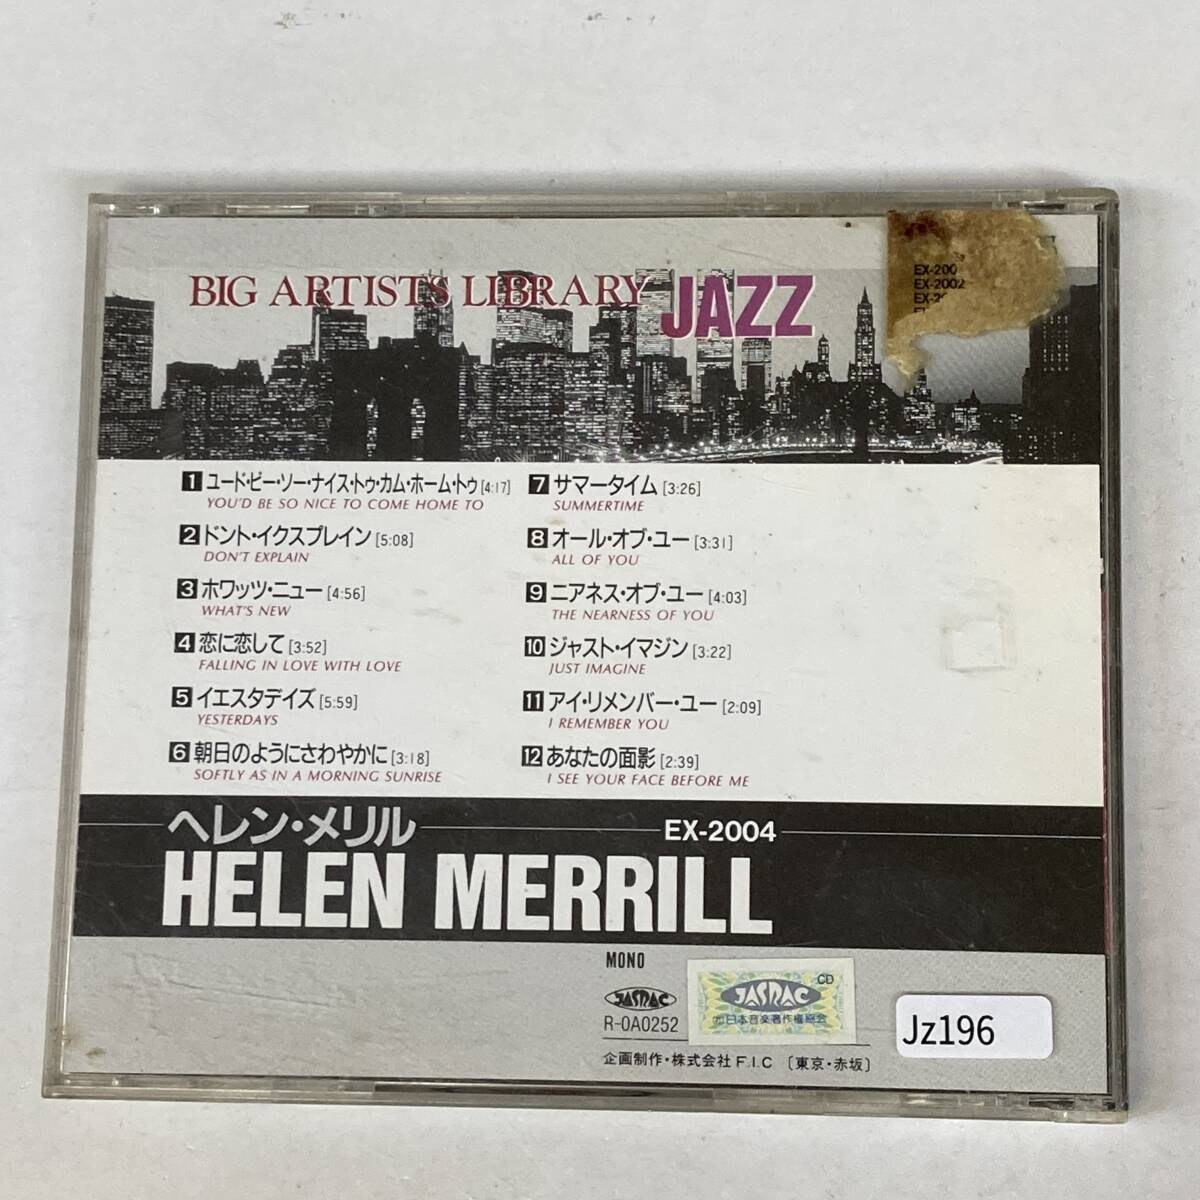 BIG ARTISTS LIBRARY JAZZ
EX-200
EX-2002
1 ユード・ビー・ソー・ナイス・トゥ・カム・ホーム・トゥ [4:17]
YOU'D BE SO NICE TO COME HOME TO
2 ドント・イクスプレイン [5:08]
DON'T EXPLAIN
3 ホワッツ・ニュー [4:56]
WHAT'S NEW
4 恋に恋して [3:52]
FALLING IN LOVE WITH LOVE
5 イエスタデイズ [5:59]
YESTERDAYS
6 朝日のようにさわやかに [3:18]
SOFTLY AS IN A MORNING SUNRISE
7 サマータイム [3:26]
SUMMERTIME
8 オール・オブ・ユー [3:31]
ALL OF YOU
9 ニアネス・オブ・ユー [4:03]
THE NEARNESS OF YOU
10 ジャスト・イマジン [3:22]
JUST IMAGINE
11 アイ・リメンバー・ユー [2:09]
I REMEMBER YOU
12 あなたの面影 [2:39]
I SEE YOUR FACE BEFORE ME
ヘレン・メリル
EX-2004
HELEN MERRILL
MONO
JASRAC
R-0A0252
CD
JASRAC
㈳日本音楽著作権協会
Jz196
企画制作・株式会社 F.I.C 〔東京・赤坂〕